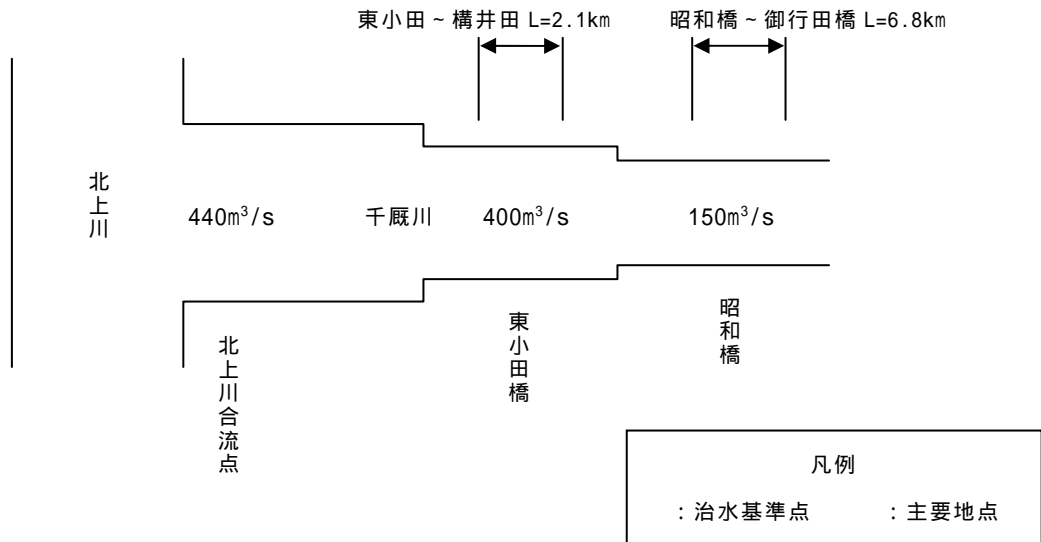 東小田~横井田 L=2.1km
昭和橋~御行田橋 L=6.8km
北上川
440m³/s
千厩川
400m³/s
150m³/s
北上川合流点
東小田橋
昭和橋
凡例
：治水基準点
：主要地点